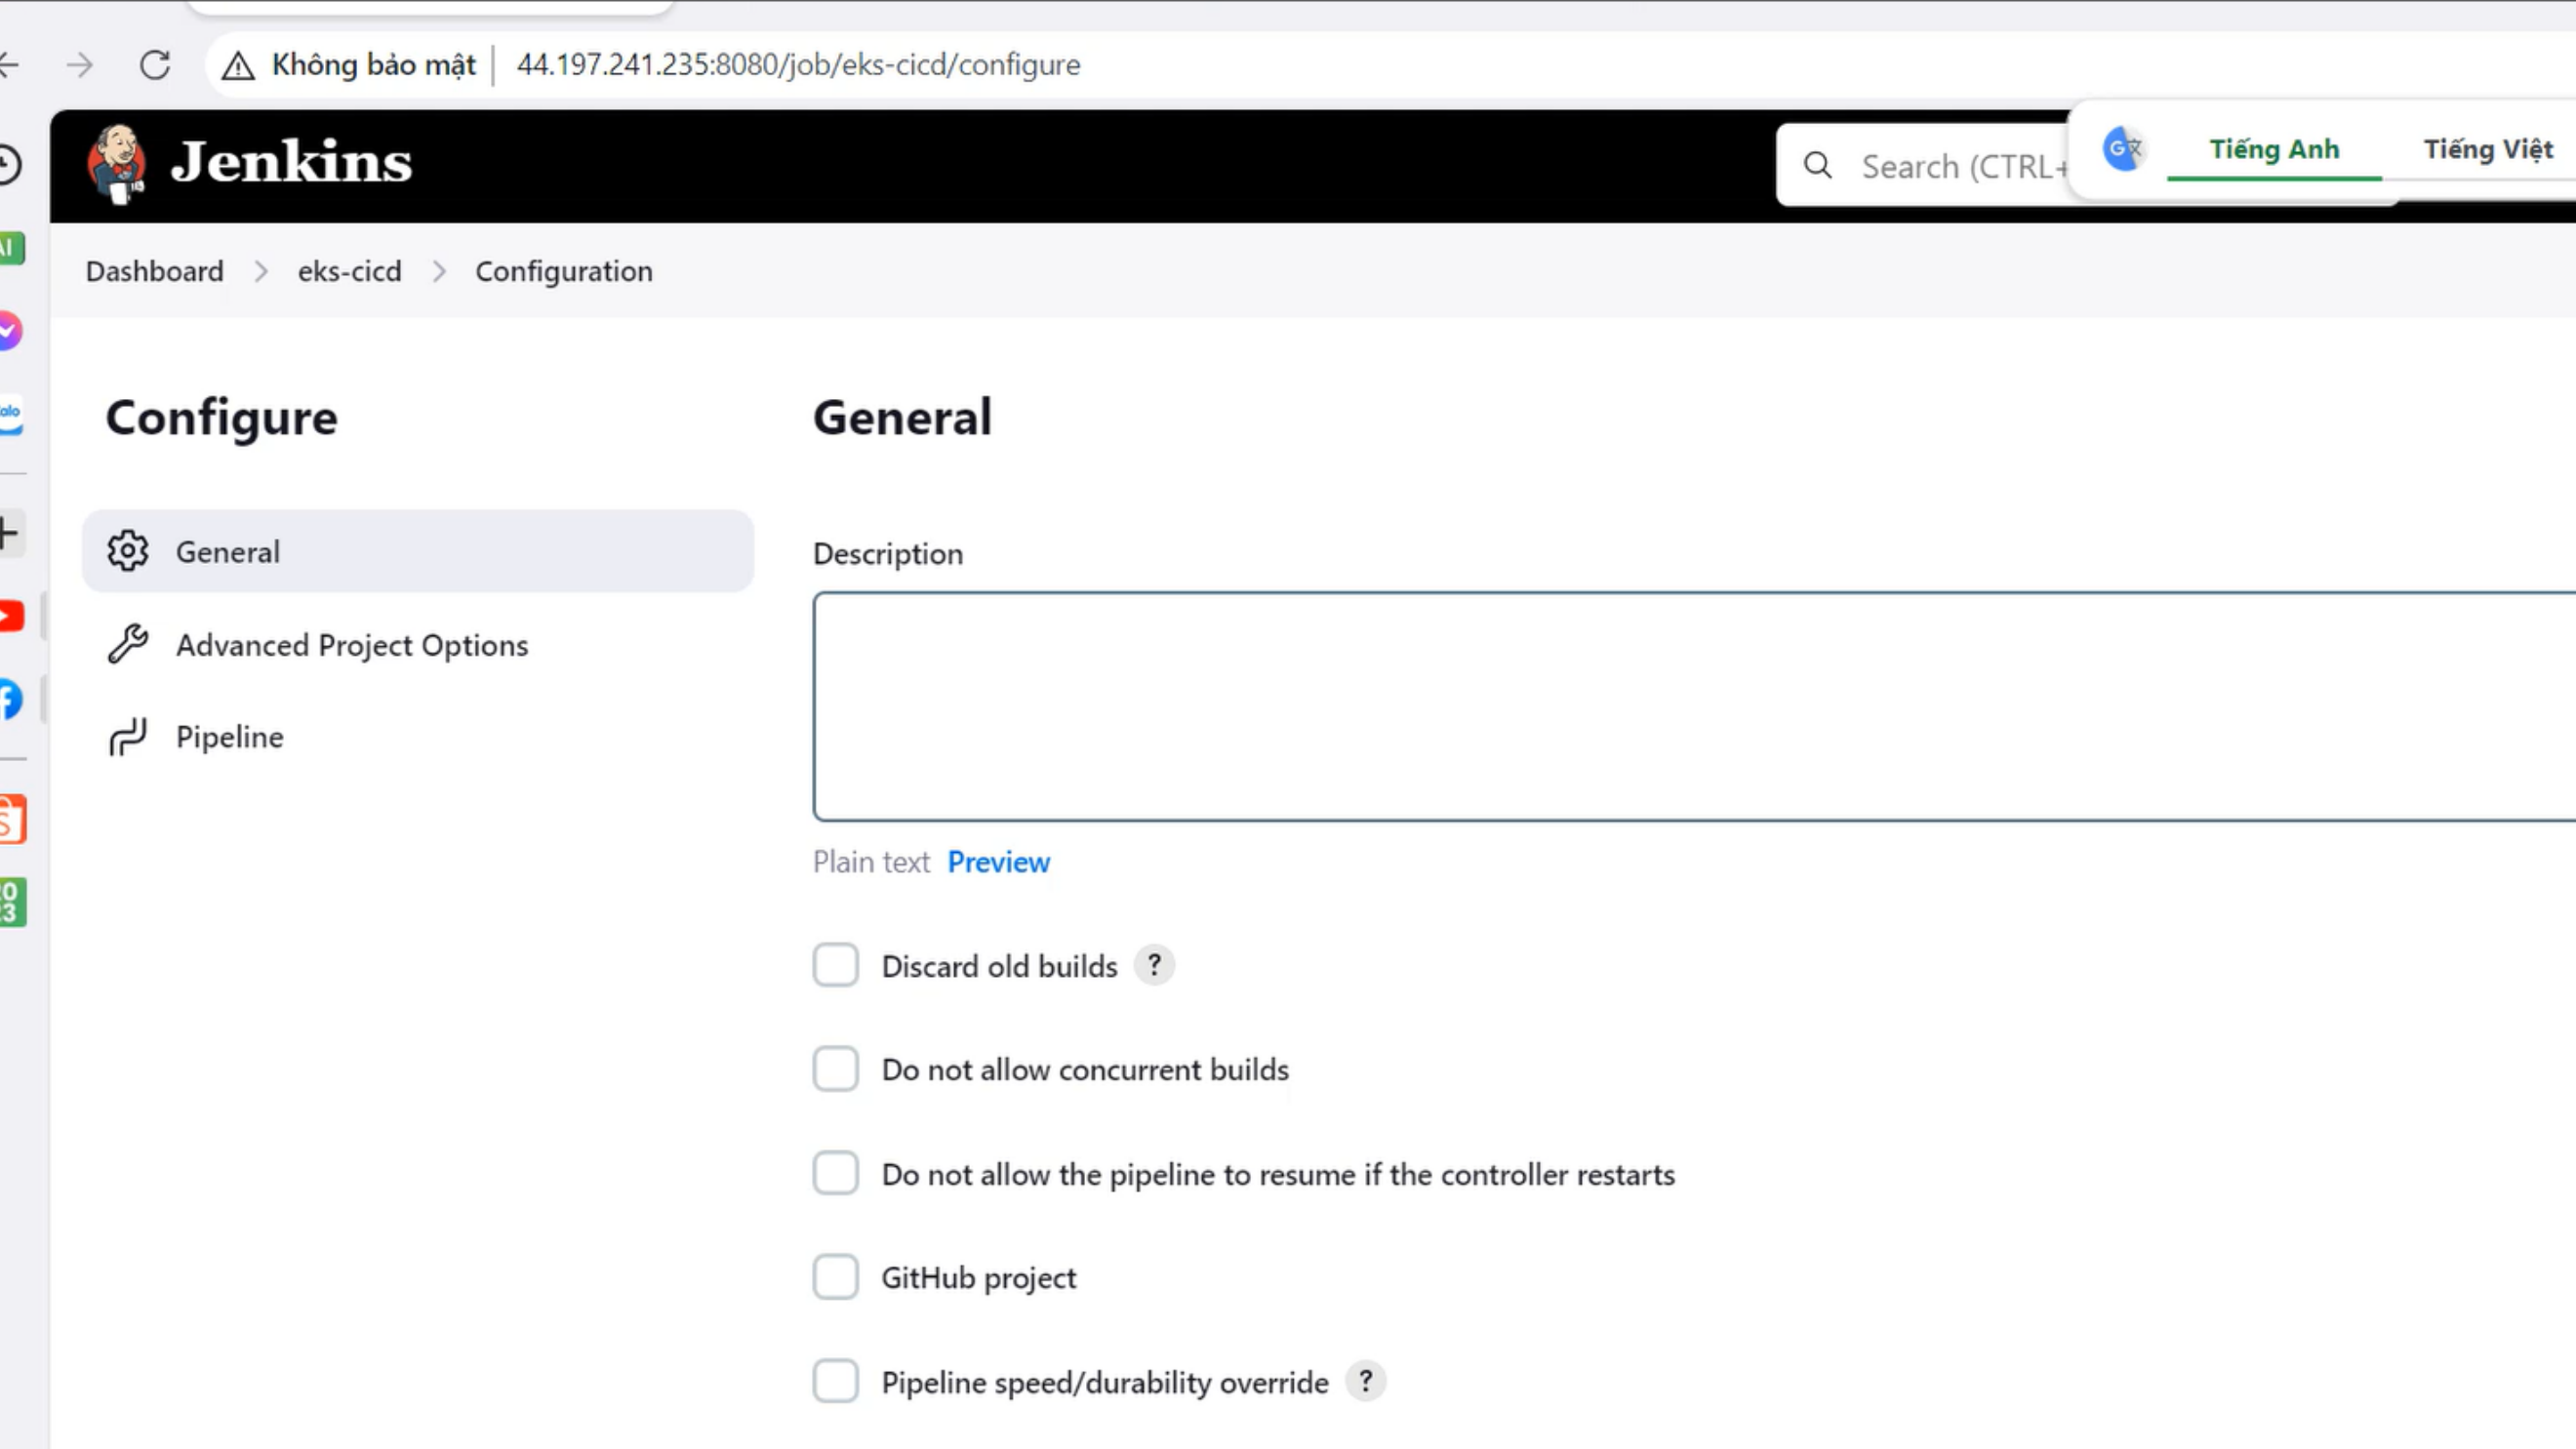 Không bảo mật 44.197.241.235:8080/job/eks-cicd/configure
Jenkins
Search (CTRL+
Tiếng Anh
Tiếng Việt
Dashboard
eks-cicd
Configuration
Configure
General
Advanced Project Options
Pipeline
General
Description
Plain text Preview
Discard old builds ?
Do not allow concurrent builds
Do not allow the pipeline to resume if the controller restarts
GitHub project
Pipeline speed/durability override ?